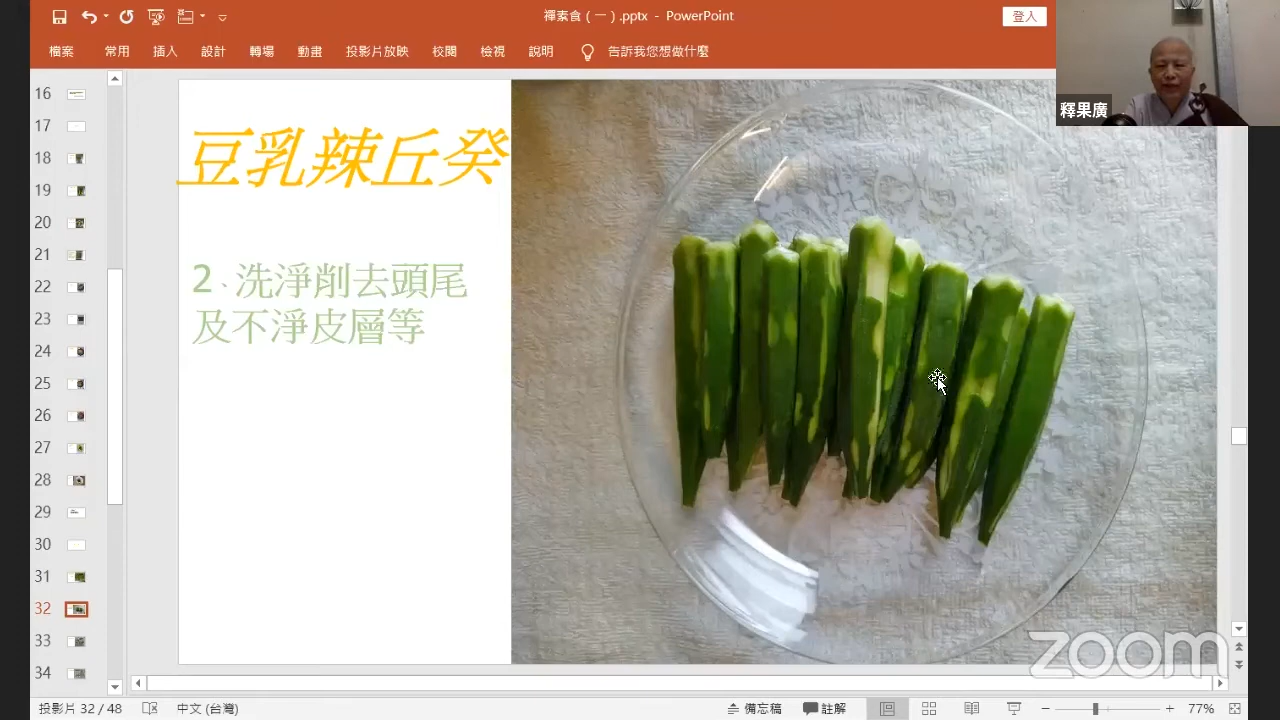 禪素食 ( 一 ) .pptx - PowerPoint
登入
檔案 常用 插入 設計 轉場 動畫 投影片放映 校閱 檢視 說明 告訴我您想做什麼
釋果廣
豆乳辣丘癸
2、洗淨削去頭尾
及不淨皮層等
16
17
18
19
20
21
22
23
24
25
26
27
28
29
30
31
32
33
34
zoom
投影片 32 / 48 中文 (台灣) 備忘稿 註解 77%